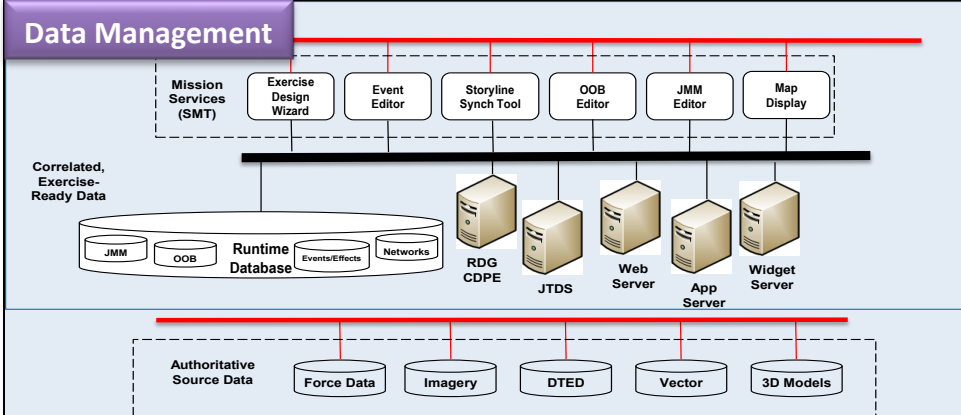 Data Management
Mission
Services
(SMT)
Exercise
Design
Wizard
Event
Editor
Storyline
Synch Tool
OOB
Editor
JMM
Editor
Map
Display
Correlated,
Exercise-
Ready Data
JMM
OOB
Runtime
Database
Events/Effects
Networks
RDG
CDPE
JTDS
Web
Server
App
Server
Widget
Server
Authoritative
Source Data
Force Data
Imagery
DTED
Vector
3D Models